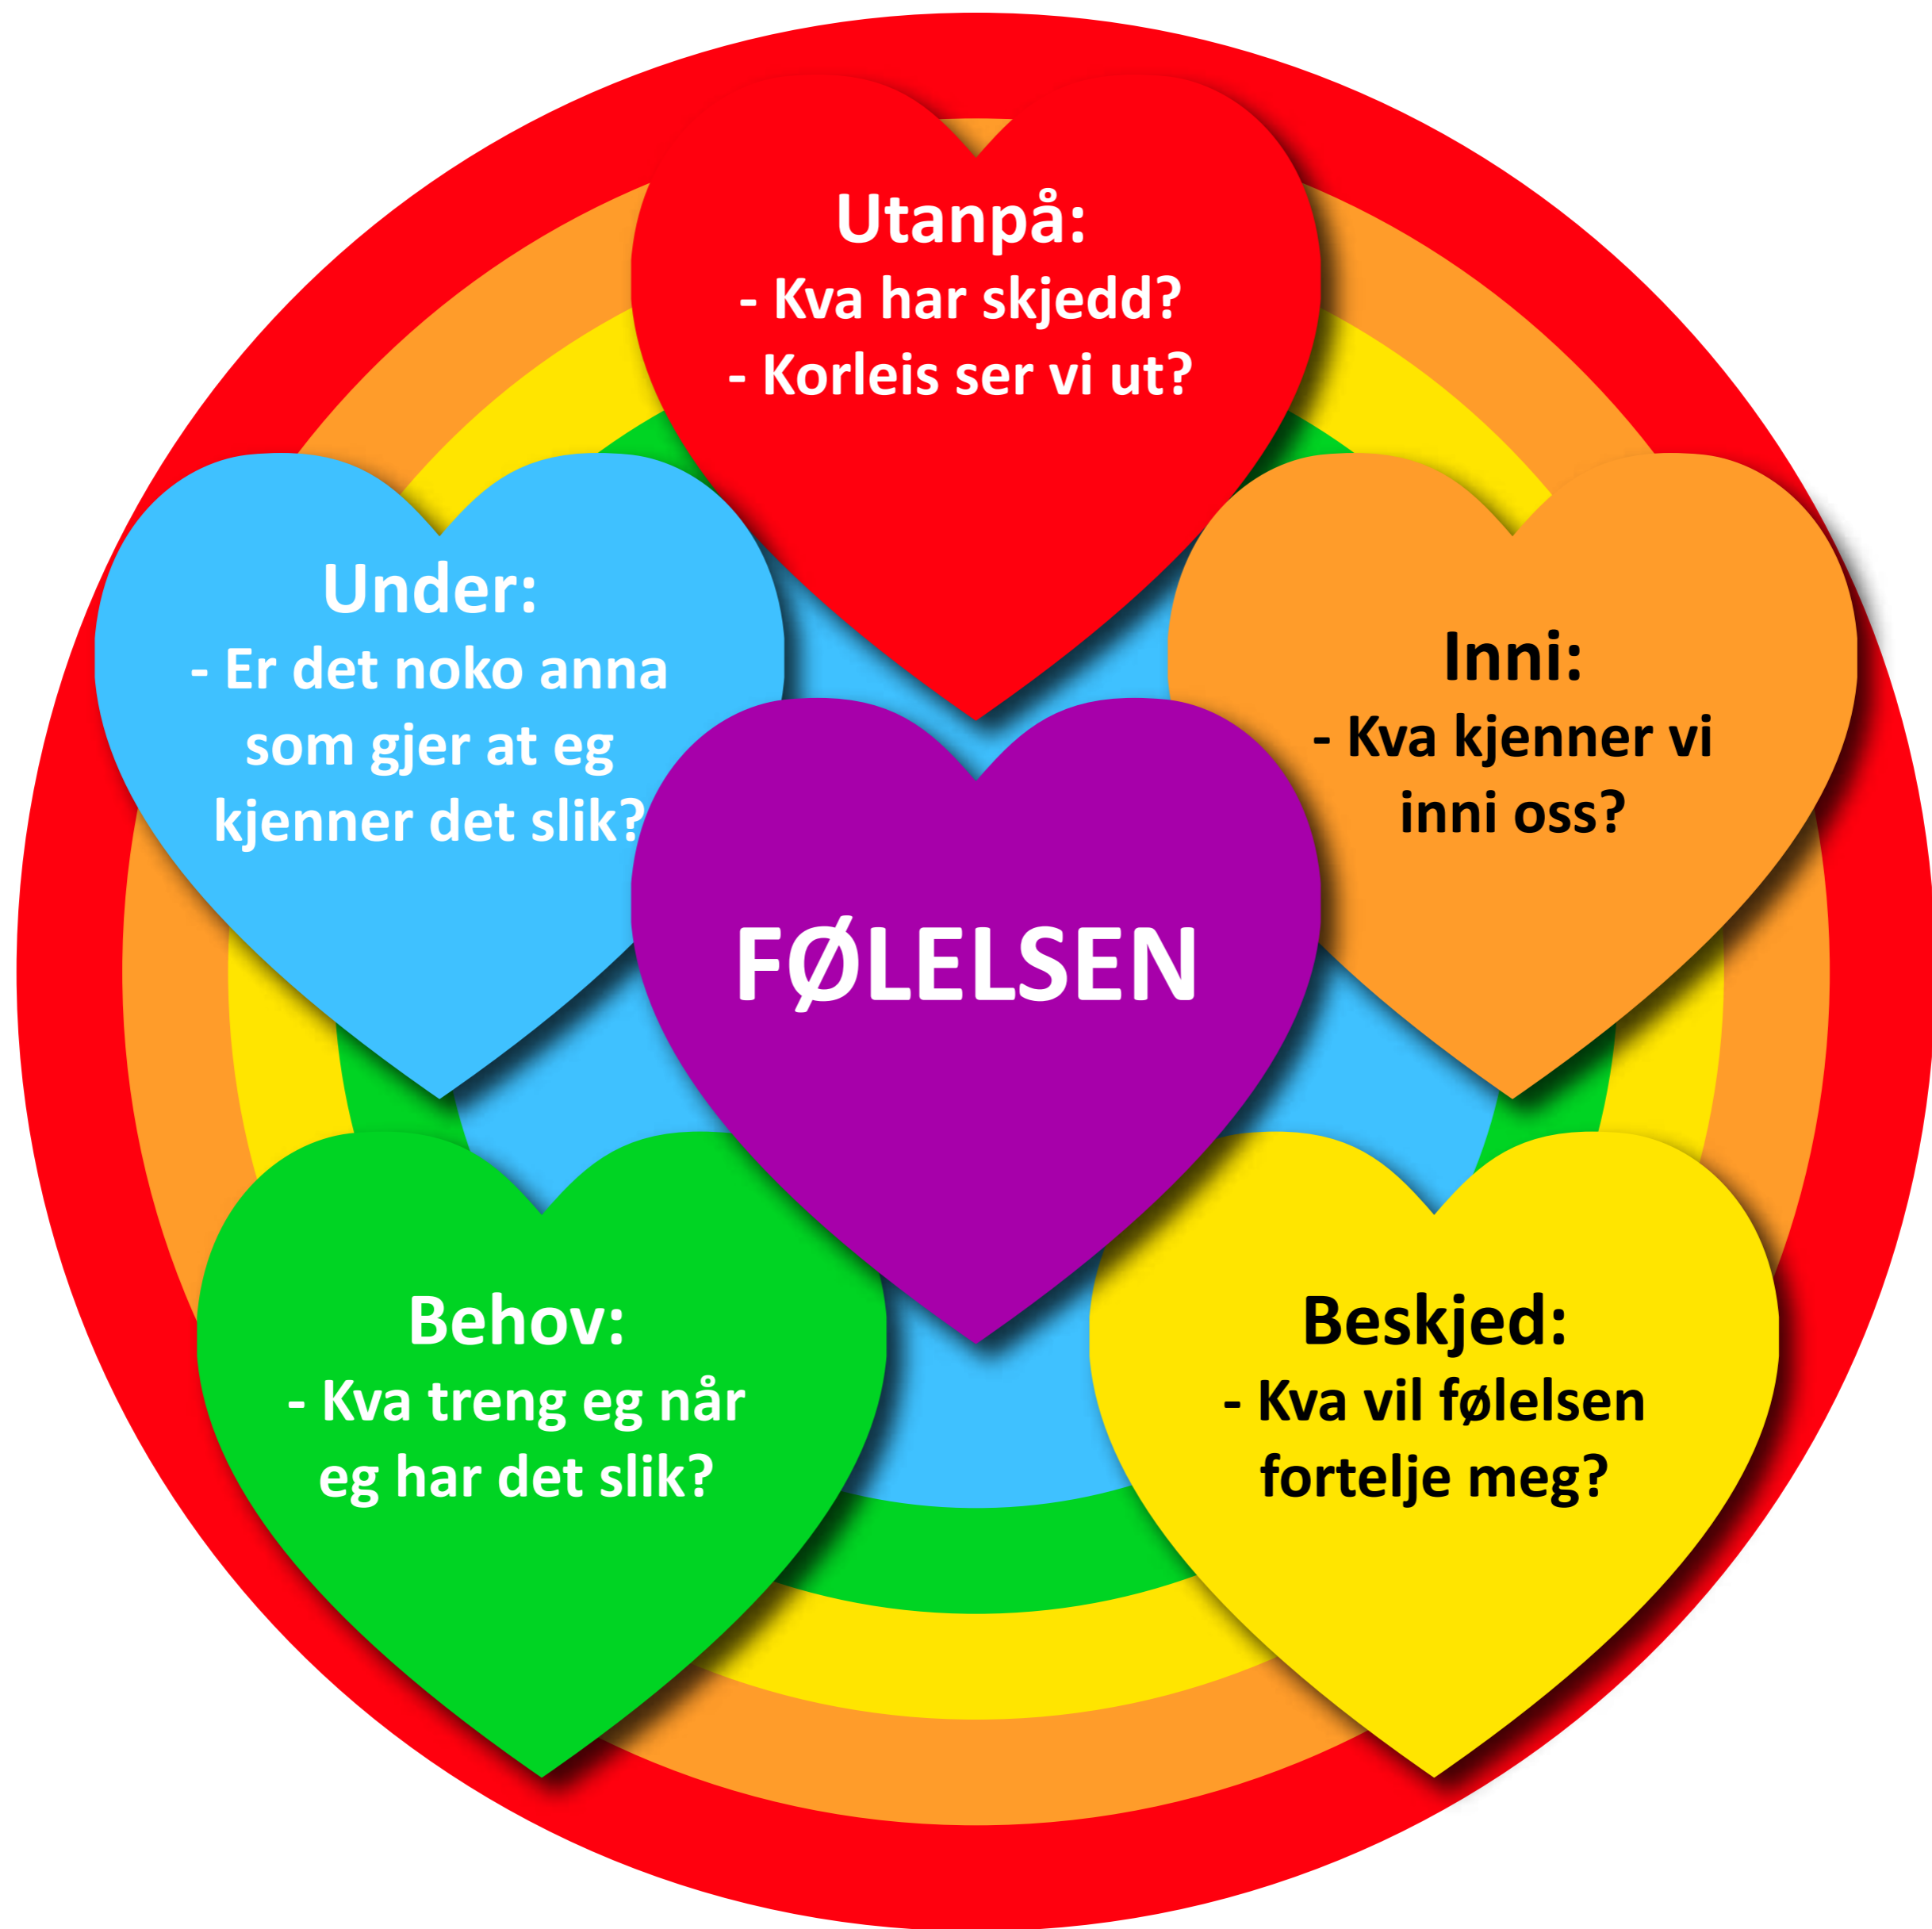 Utanpå:
- Kva har skjedd?
- Korleis ser vi ut?
Under:
- Er det noko anna
som gjer at eg
kjenner det slik?
Inni:
- Kva kjenner vi
inni oss?
FØLELSEN
Behov:
- Kva treng eg når
eg har det slik?
Beskjed:
- Kva vil følelsen
fortelje meg?